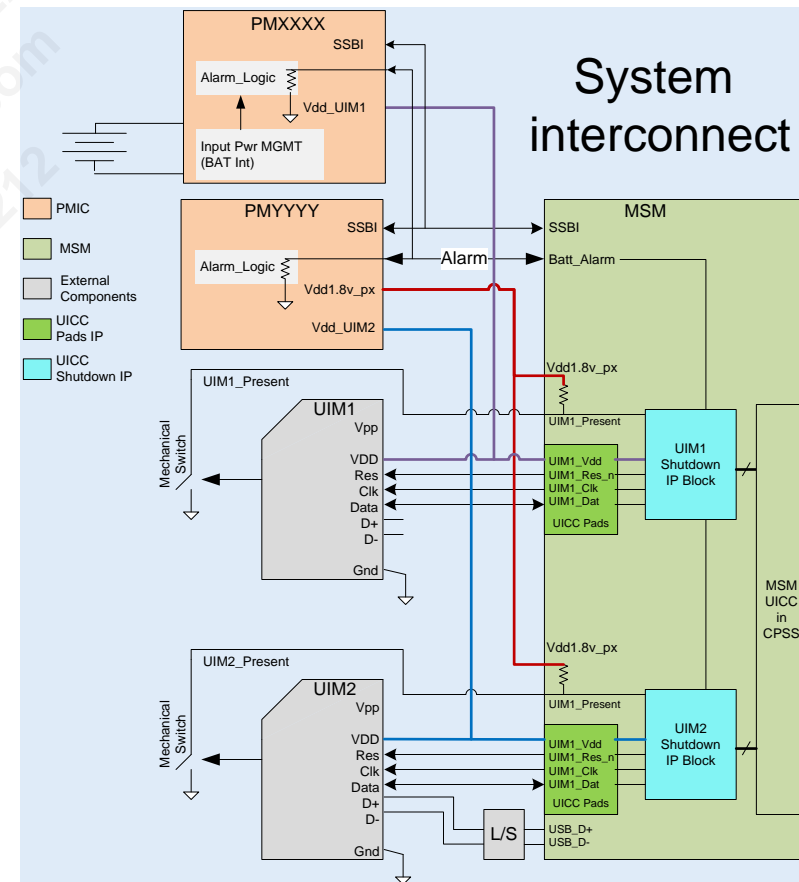 PMXXXX
SSBI
Alarm_Logic
Vdd_UIM1
Input Pwr MGMT
(BAT Int)
System
interconnect
PMIC
MSM
External
Components
UICC
Pads IP
UICC
Shutdown IP
PMYYYY
SSBI
Alarm_Logic
Vdd1.8v_px
Vdd_UIM2
Alarm
MSM
SSBI
Batt_Alarm
Vdd1.8v_px
UIM1_Present
UIM1_Present
Mechanical
Switch
UIM1
Vpp
VDD
Res
Clk
Data
D+
D-
Gnd
UIM1_Vdd
UIM1_Res_n
UIM1_Clk
UIM1_Dat
UICC Pads
UIM1
Shutdown
IP Block
MSM
UICC
in
CPSS
Vdd1.8v_px
UIM2_Present
UIM1_Present
Mechanical
Switch
UIM2
Vpp
VDD
Res
Clk
Data
D+
D-
Gnd
UIM1_Vdd
UIM1_Res_n
UIM1_Clk
UIM1_Dat
UICC Pads
UIM2
Shutdown
IP Block
L/S
USB_D+
USB_D-
om
212